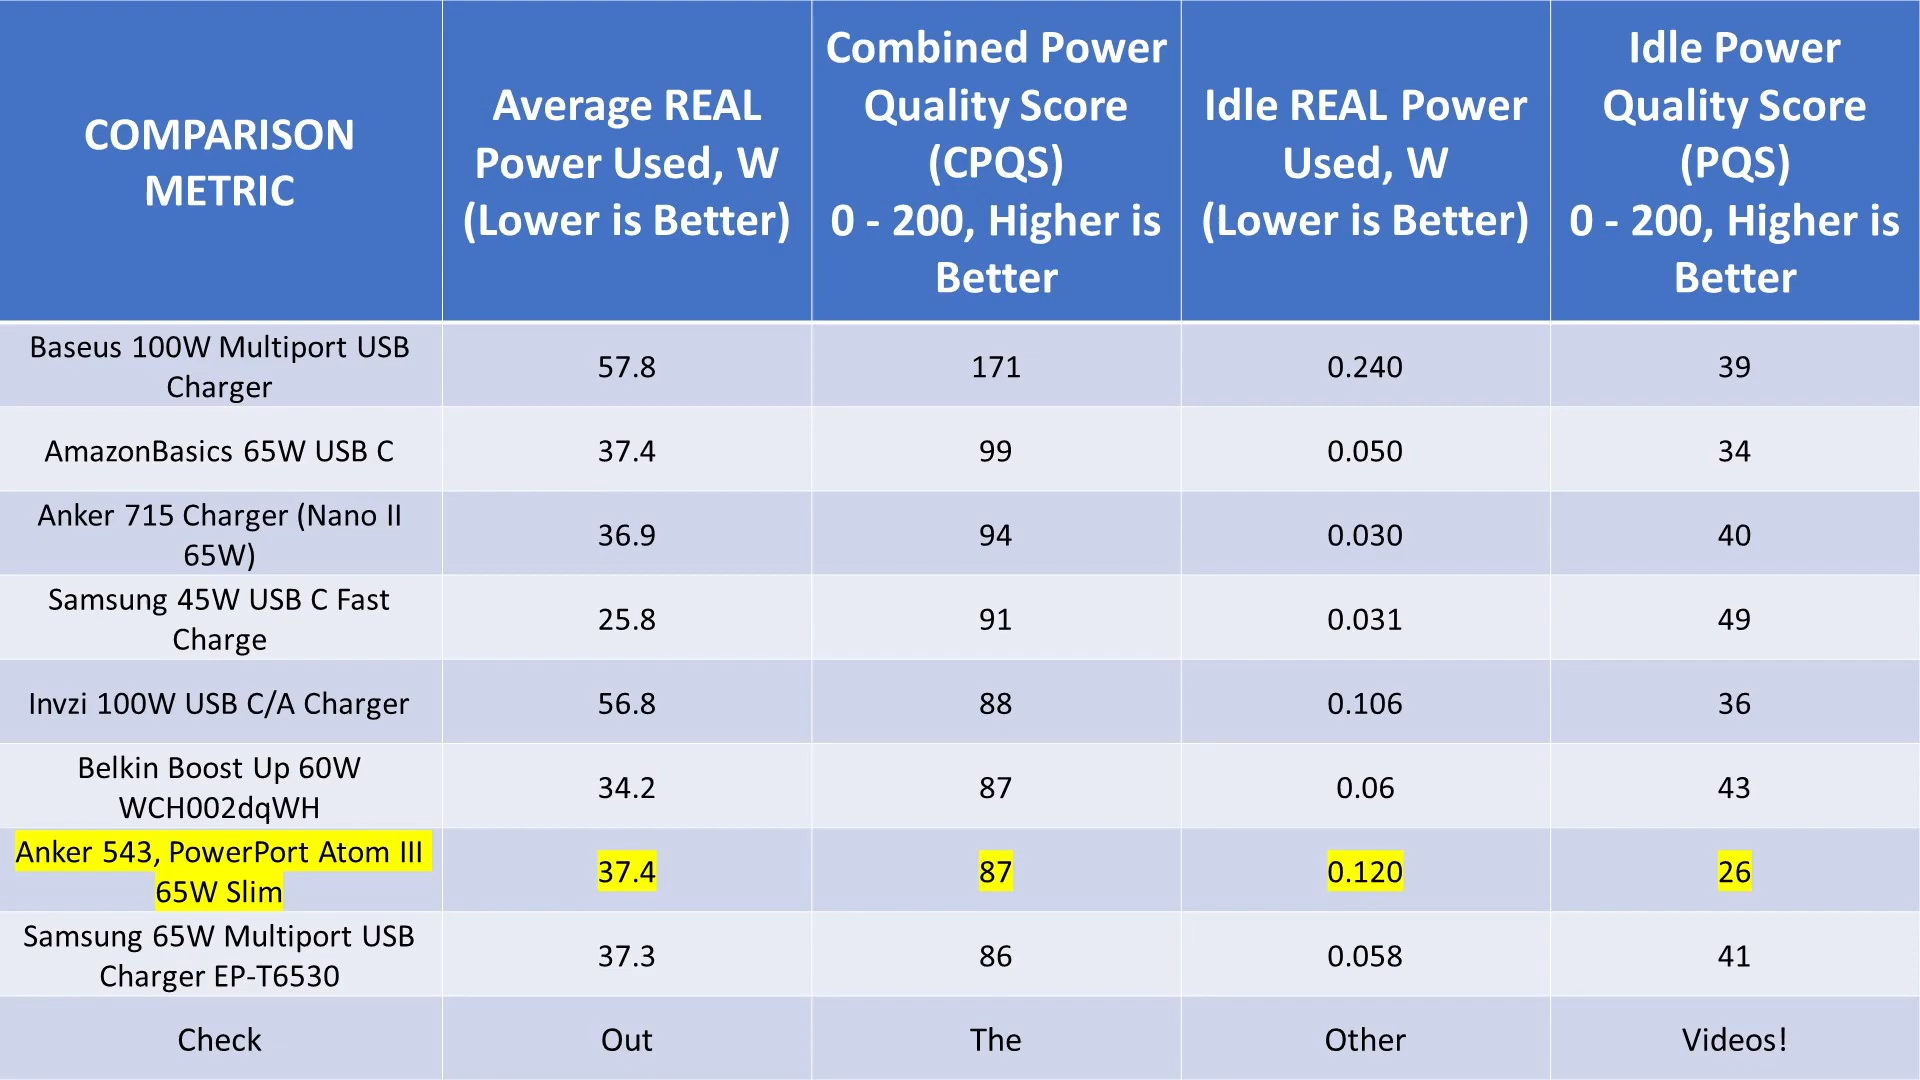 COMPARISON
METRIC
Average REAL
Power Used, W
(Lower is Better)
Combined Power
Quality Score
(CPQS)
0 - 200, Higher is
Better
Idle REAL Power
Used, W
(Lower is Better)
Idle Power
Quality Score
(PQS)
0 - 200, Higher is
Better
Baseus 100W Multiport USB
Charger
57.8
171
0.240
39
AmazonBasics 65W USB C
37.4
99
0.050
34
Anker 715 Charger (Nano II
65W)
36.9
94
0.030
40
Samsung 45W USB C Fast
Charge
25.8
91
0.031
49
Invzi 100W USB C/A Charger
56.8
88
0.106
36
Belkin Boost Up 60W
WCH002dqWH
34.2
87
0.06
43
Anker 543, PowerPort Atom III
65W Slim
37.4
87
0.120
26
Samsung 65W Multiport USB
Charger EP-T6530
37.3
86
0.058
41
Check
Out
The
Other
Videos!